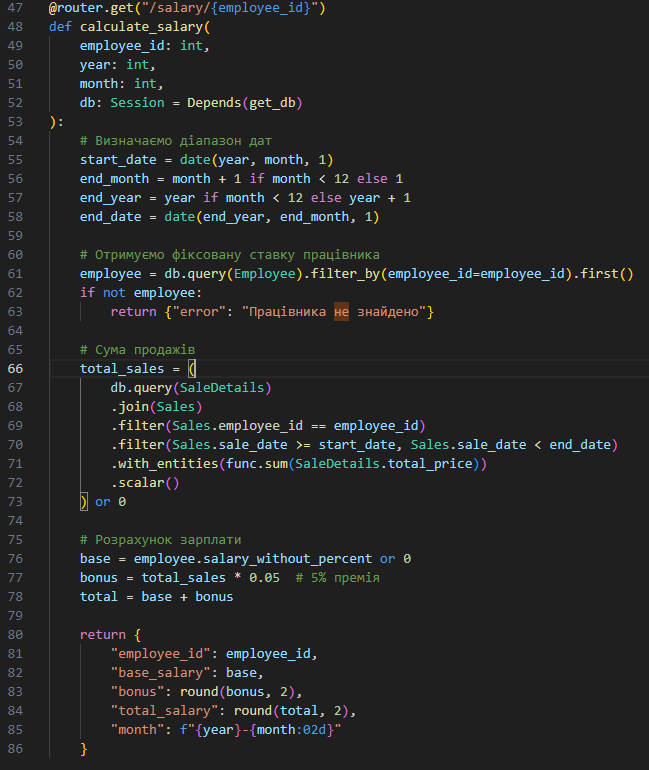 47 @router.get("/salary/{employee_id}")
48 def calculate_salary(
49     employee_id: int,
50     year: int,
51     month: int,
52     db: Session = Depends(get_db)
53 ):
54     # Визначаємо діапазон дат
55     start_date = date(year, month, 1)
56     end_month = month + 1 if month < 12 else 1
57     end_year = year if month < 12 else year + 1
58     end_date = date(end_year, end_month, 1)
59
60     # Отримуємо фіксовану ставку працівника
61     employee = db.query(Employee).filter_by(employee_id=employee_id).first()
62     if not employee:
63         return {"error": "Працівника не знайдено"}
64
65     # Сума продажів
66     total_sales = (
67         db.query(SaleDetails)
68         .join(Sales)
69         .filter(Sales.employee_id == employee_id)
70         .filter(Sales.sale_date >= start_date, Sales.sale_date < end_date)
71         .with_entities(func.sum(SaleDetails.total_price))
72         .scalar()
73     ) or 0
74
75     # Розрахунок зарплати
76     base = employee.salary_without_percent or 0
77     bonus = total_sales * 0.05  # 5% премія
78     total = base + bonus
79
80     return {
81         "employee_id": employee_id,
82         "base_salary": base,
83         "bonus": round(bonus, 2),
84         "total_salary": round(total, 2),
85         "month": f"{year}-{month:02d}"
86     }